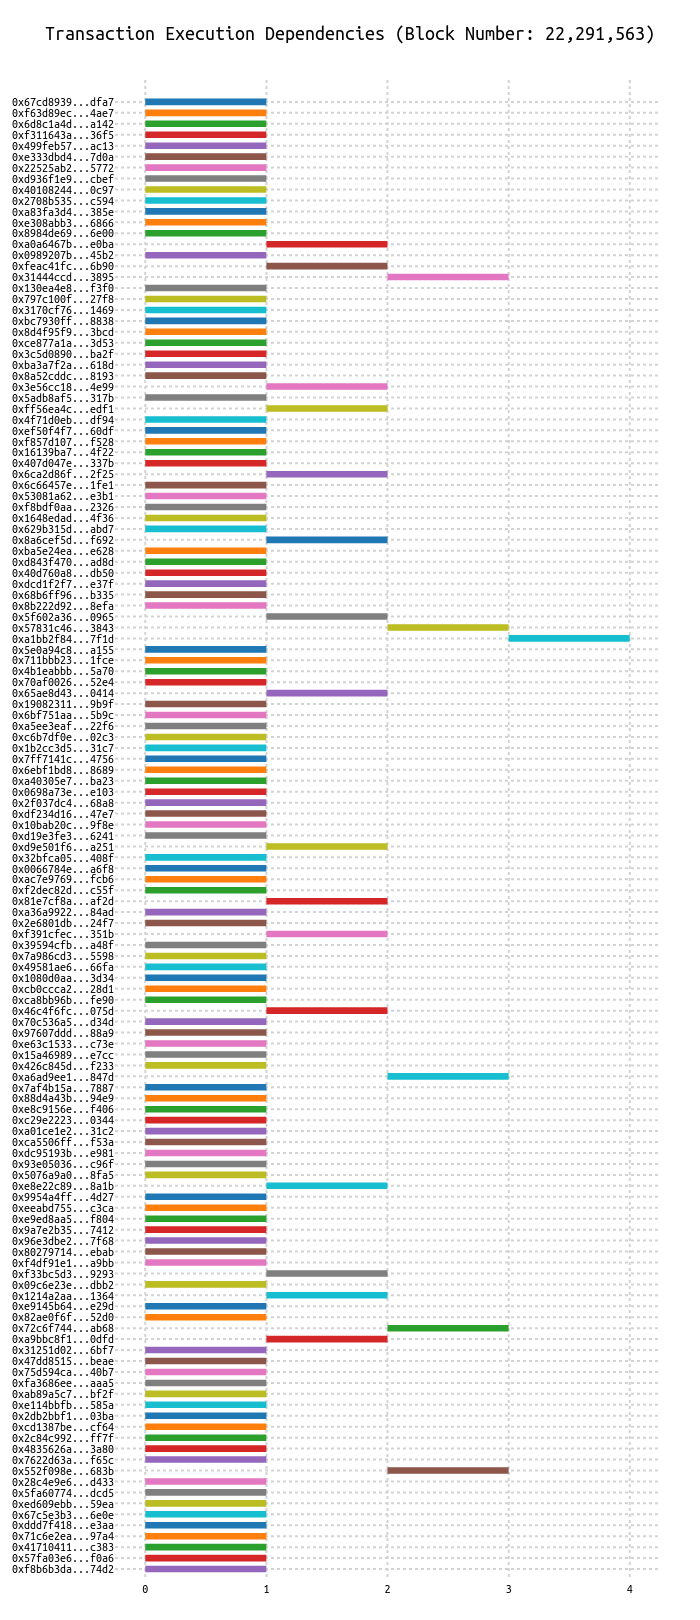 Transaction Execution Dependencies (Block Number: 22,291,563)
0x67cd8939...dfa7
0xf63d89ec...4ae7
0x6d8c1a4d...a142
0xf311643a...36f5
0x499feb57...ac13
0xe333dbd4...7d0a
0x22525ab2...5772
0xd936f1e9...cbef
0x40108244...0c97
0x2708b535...c594
0xa83fa3d4...385e
0xe308abb3...6866
0x8984de69...6e00
0xa0a6467b...e0ba
0x0989207b...45b2
0xfeac41fc...6b90
0x31444ccd...3895
0x130ea4e8...f3f0
0x797c100f...27f8
0x3170cf76...1469
0xbc7930ff...8838
0x8d4f95f9...3bcd
0xce877a1a...3d53
0x3c5d0890...ba2f
0xba3a7f2a...618d
0x8a52cddc...8193
0x3e56cc18...4e99
0x5adb8af5...317b
0xff56ea4c...edf1
0x4f71d0eb...df94
0xef50f4f7...60df
0xf857d107...f528
0x16139ba7...4f22
0x407d047e...337b
0x6ca2d86f...2f25
0x6c66457e...1fe1
0x53081a62...e3b1
0xf8bdf0aa...2326
0x1648edad...4f36
0x629b315d...abd7
0x8a6cef5d...f692
0xba5e24ea...e628
0xd843f470...ad8d
0x40d760a8...db50
0xdcd1f2f7...e37f
0x68b6ff96...b335
0x8b222d92...8efa
0x5f602a36...0965
0x57831c46...3843
0xa1bb2f84...7f1d
0x5e0a94c8...a155
0x711bbb23...1fce
0x4b1eabbb...5a70
0x70af0026...52e4
0x65ae8d43...0414
0x19082311...9b9f
0x6bf751aa...5b9c
0xa5ee3eaf...22f6
0xc6b7df0e...02c3
0x1b2cc3d5...31c7
0x7ff7141c...4756
0x6ebf1bd8...8689
0xa40305e7...ba23
0x0698a73e...e103
0x2f037dc4...68a8
0xdf234d16...47e7
0x10bab20c...9f8e
0xd19e3fe3...6241
0xd9e501f6...a251
0x32bfca05...408f
0x0066784e...a6f8
0xac7e9769...fcb6
0xf2dec82d...c55f
0x81e7cf8a...af2d
0xa36a9922...84ad
0x2e6801db...24f7
0xf391cfec...351b
0x39594cfb...a48f
0x7a986cd3...5598
0x49581ae6...66fa
0x1080d0aa...3d34
0xcb0ccca2...28d1
0xca8bb96b...fe90
0x46c4f6fc...075d
0x70c536a5...d34d
0x97607ddd...88a9
0xe63c1533...c73e
0x15a46989...e7cc
0x426c845d...f233
0xa6ad9ee1...847d
0x7af4b15a...7887
0x88d4a43b...94e9
0xe8c9156e...f406
0xc29e2223...0344
0xa01ce1e2...31c2
0xca5506ff...f53a
0xdc95193b...e981
0x93e05036...c96f
0x5076a9a0...8fa5
0xe8e22c89...8a1b
0x9954a4ff...4d27
0xeeabd755...c3ca
0xe9ed8aa5...f804
0x9a7e2b35...7412
0x96e3dbe2...7f68
0x80279714...ebab
0xf4df91e1...a9bb
0xf33bc5d3...9293
0x09c6e23e...dbb2
0x1214a2aa...1364
0xe9145b64...e29d
0x82ae0f6f...52d0
0x72c6f744...ab68
0xa9bbc8f1...0dfd
0x31251d02...6bf7
0x47dd8515...beae
0x75d594ca...40b7
0xfa3686ee...aaa5
0xab89a5c7...bf2f
0xe114bbfb...585a
0x2db2bbf1...03ba
0xcd1387be...cf64
0x2c84c992...ff7f
0x4835626a...3a80
0x7622d63a...f65c
0x552f098e...683b
0x28c4e9e6...d433
0x5fa60774...dcd5
0xed609ebb...59ea
0x67c5e3b3...6e0e
0xddd7f418...e3aa
0x71c6e2ea...97a4
0x41710411...c383
0x57fa03e6...f0a6
0xf8b6b3da...74d2
0 1 2 3 4